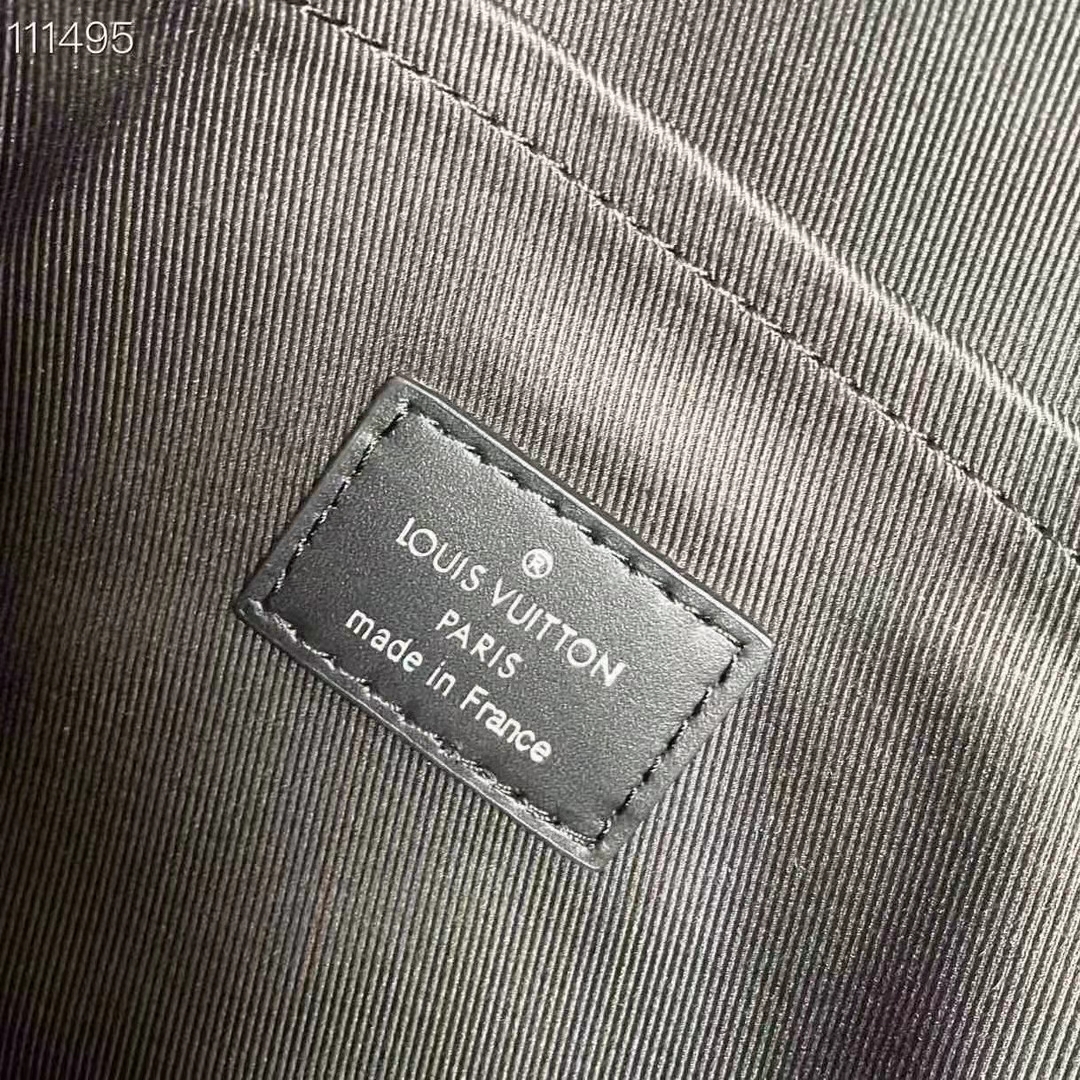 111495
®
LOUIS VUITTON
PARIS
made in France